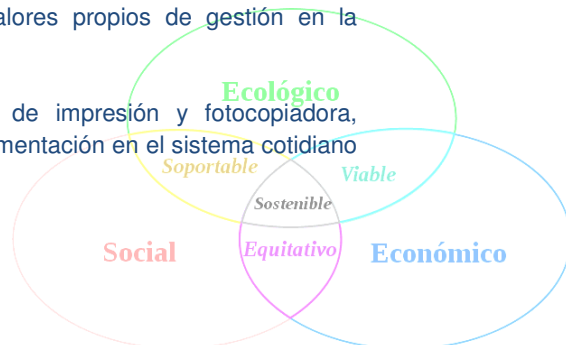 alores propios de gestión en la
Ecológico
de impresión y fotocopiadora,
mentación en el sistema cotidiano
Soportable
Viable
Sostenible
Social
Equitativo
Económico